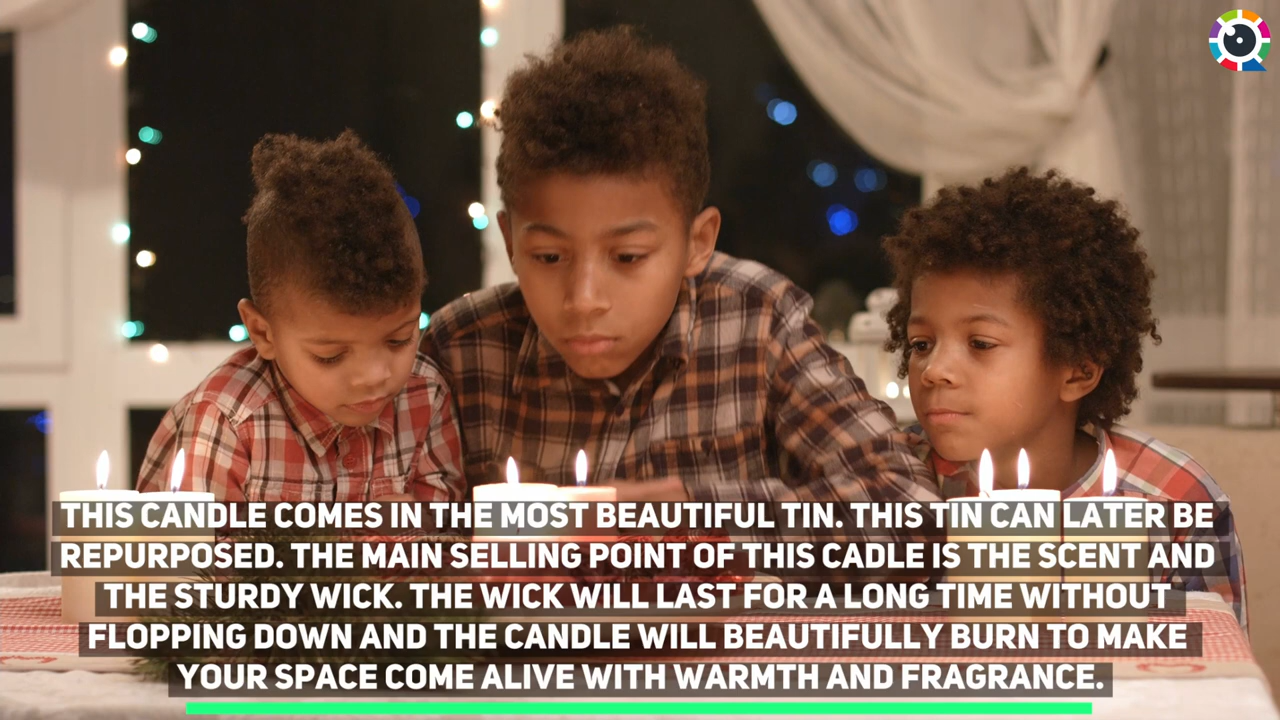 THIS CANDLE COMES IN THE MOST BEAUTIFUL TIN. THIS TIN CAN LATER BE
REPURPOSED. THE MAIN SELLING POINT OF THIS CADLE IS THE SCENT AND
THE STURDY WICK. THE WICK WILL LAST FOR A LONG TIME WITHOUT
FLOPPING DOWN AND THE CANDLE WILL BEAUTIFULLY BURN TO MAKE
YOUR SPACE COME ALIVE WITH WARMTH AND FRAGRANCE.